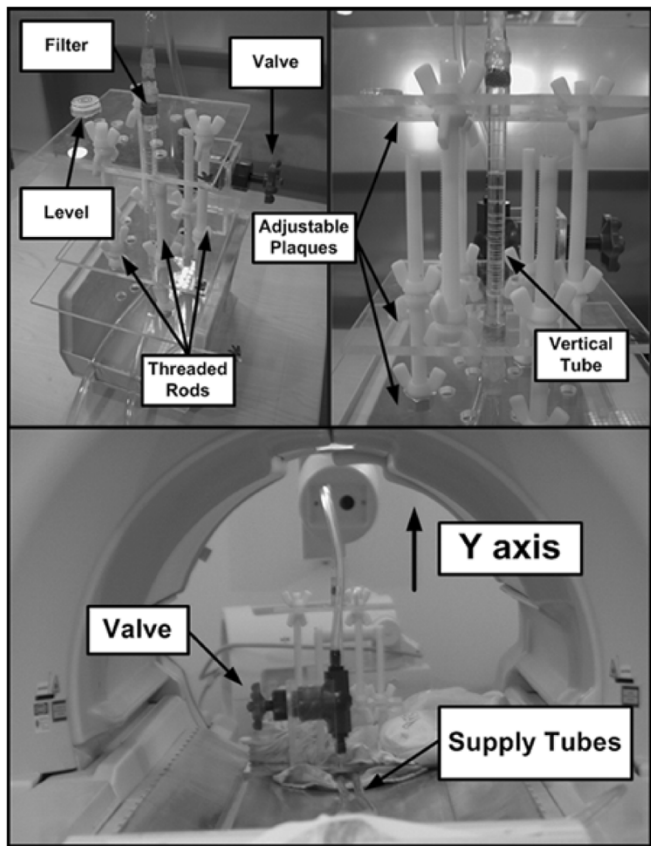 Filter
Valve
Level
Threaded
Rods
Adjustable
Plaques
Vertical
Tube
Y axis
Valve
Supply Tubes